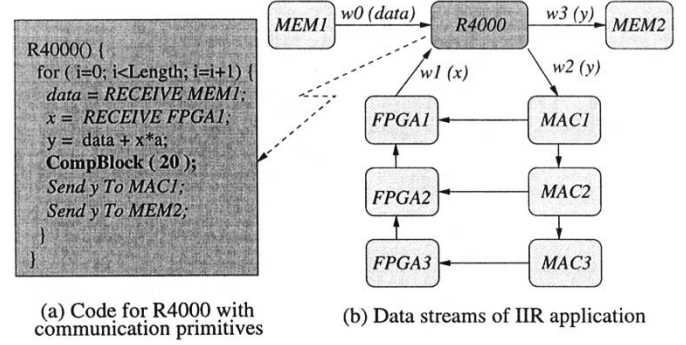 R4000() {
for ( i=0; i<Length; i=i+1) {
data = RECEIVE MEM1;
x = RECEIVE FPGA1;
y = data + x*a;
CompBlock ( 20 );
Send y To MAC1;
Send y To MEM2;
}
}
(a) Code for R4000 with
communication primitives
MEM1
w0 (data)
R4000
w3 (y)
MEM2
w1 (x)
w2 (y)
FPGA1
MAC1
FPGA2
MAC2
FPGA3
MAC3
(b) Data streams of IIR application